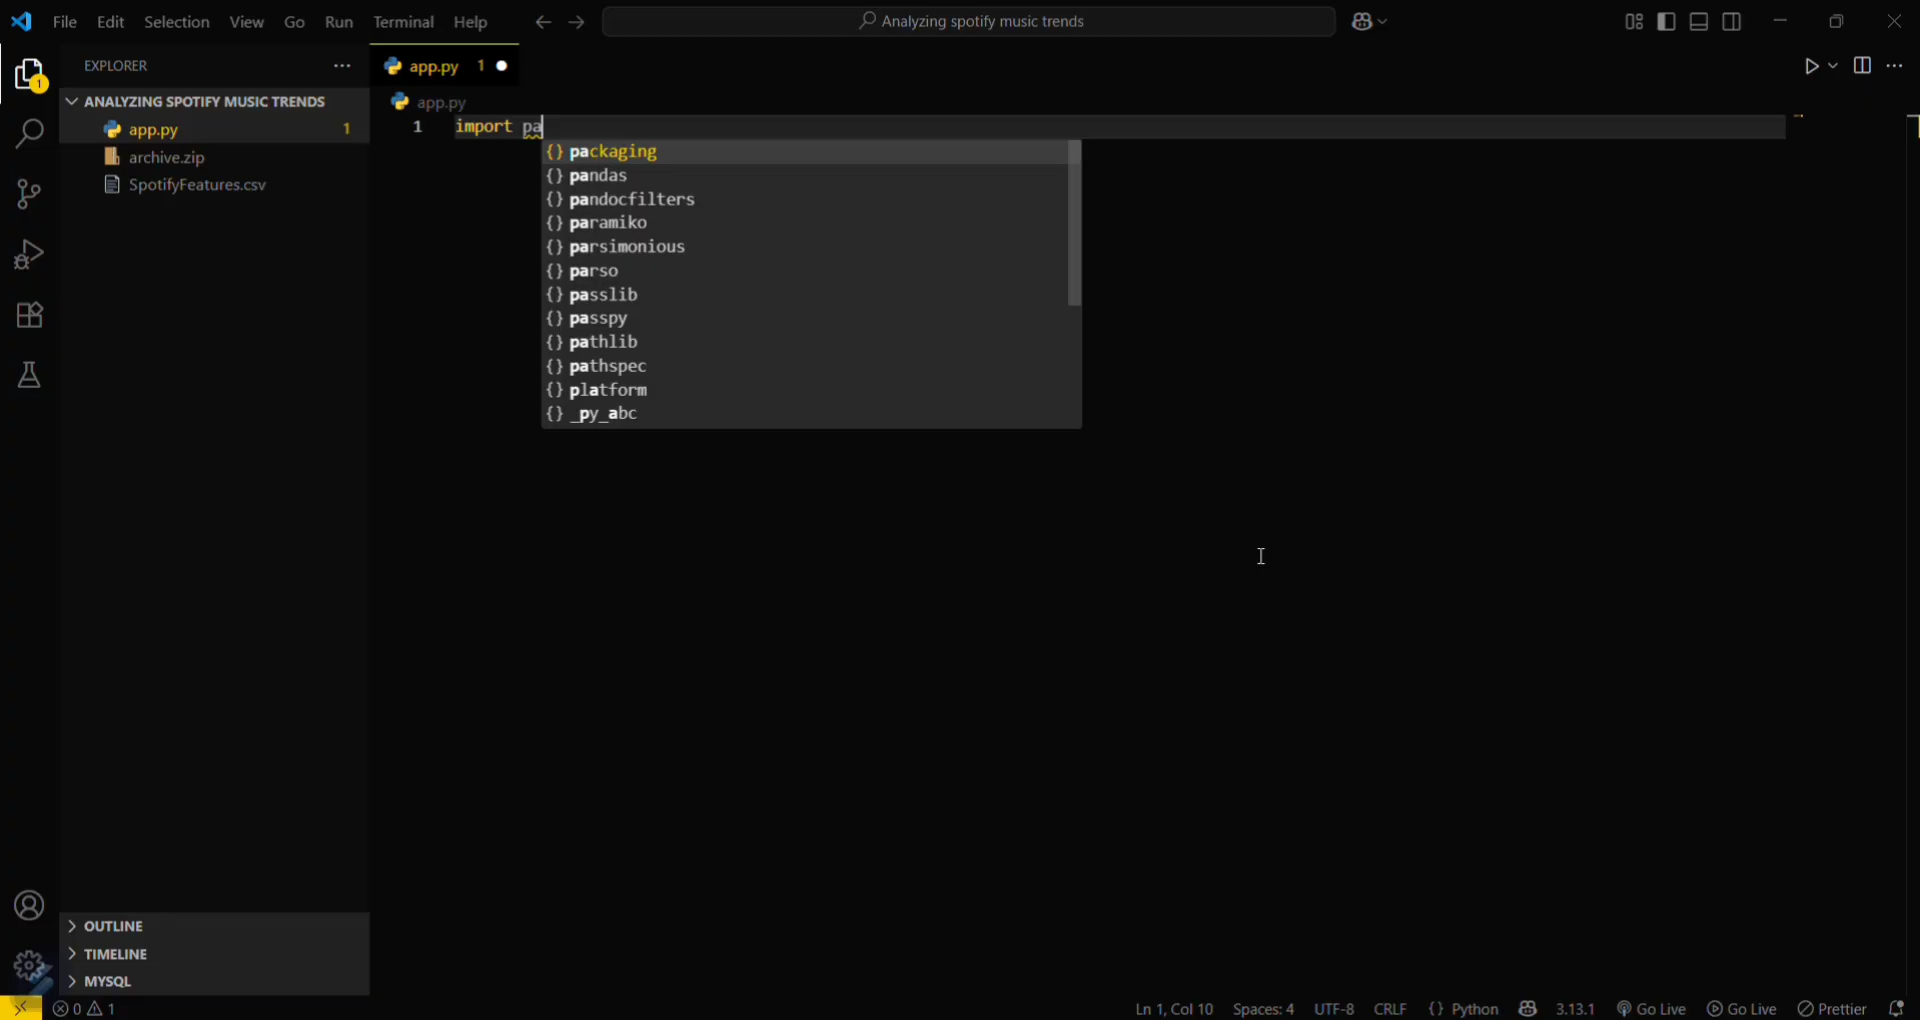 File Edit Selection View Go Run Terminal Help
Analyzing spotify music trends
EXPLORER
1
ANALYZING SPOTIFY MUSIC TRENDS
app.py 1
archive.zip
SpotifyFeatures.csv
OUTLINE
TIMELINE
MYSQL
app.py 1
app.py
1 import pa
{} packaging
{} pandas
{} pandocfilters
{} paramiko
{} parsimonious
{} parso
{} passlib
{} passpy
{} pathlib
{} pathspec
{} platform
{} _py_abc
0 1 Ln 1, Col 10 Spaces: 4 UTF-8 CRLF {} Python 3.13.1 Go Live Go Live Prettier